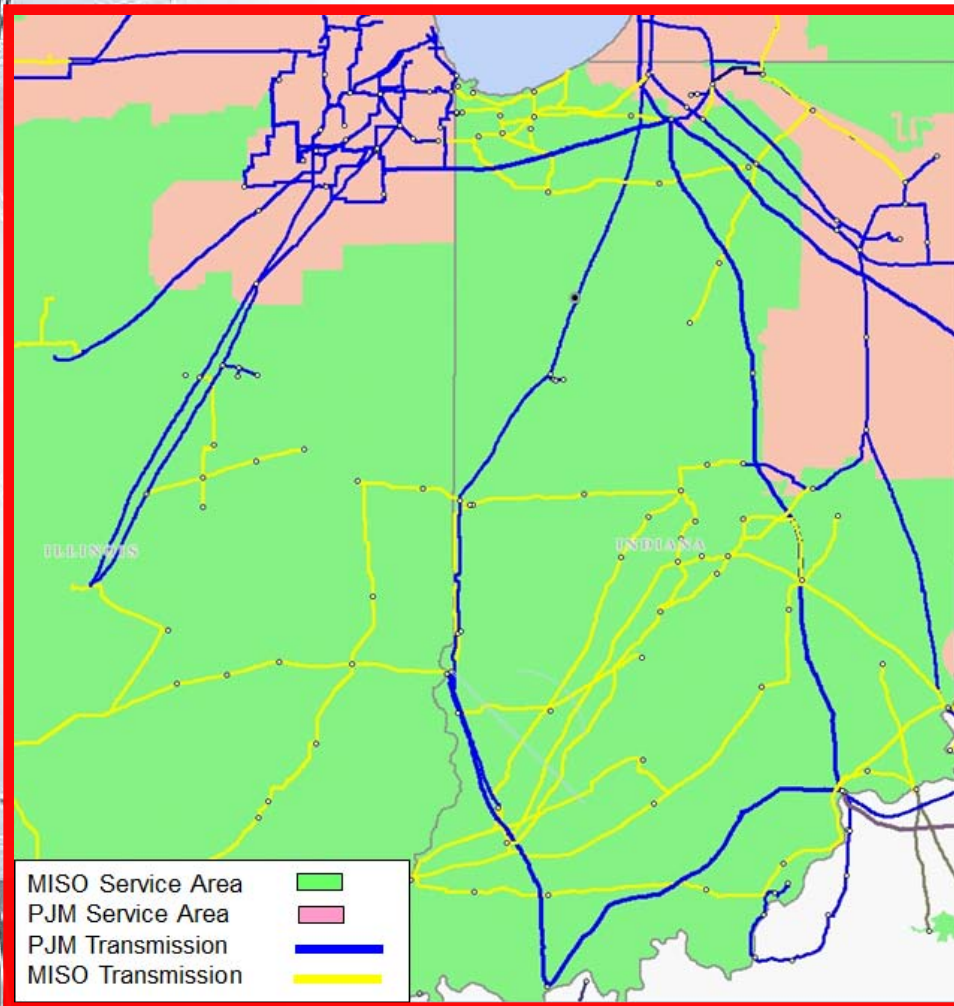 ILLINOIS
INDIANA
MISO Service Area
PJM Service Area
PJM Transmission
MISO Transmission